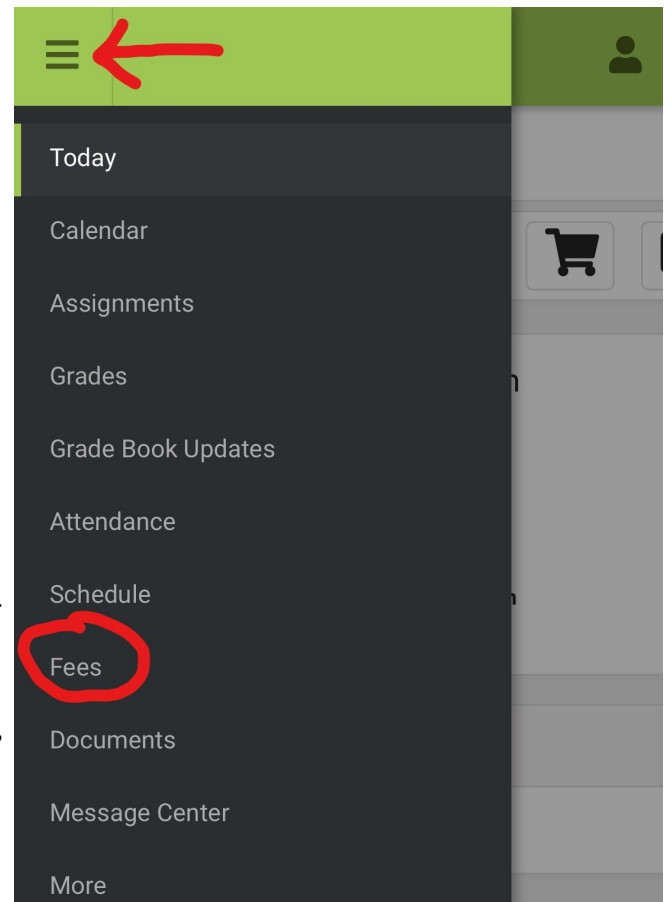 Today
Calendar
Assignments
Grades
Grade Book Updates
Attendance
Schedule
Fees
Documents
Message Center
More